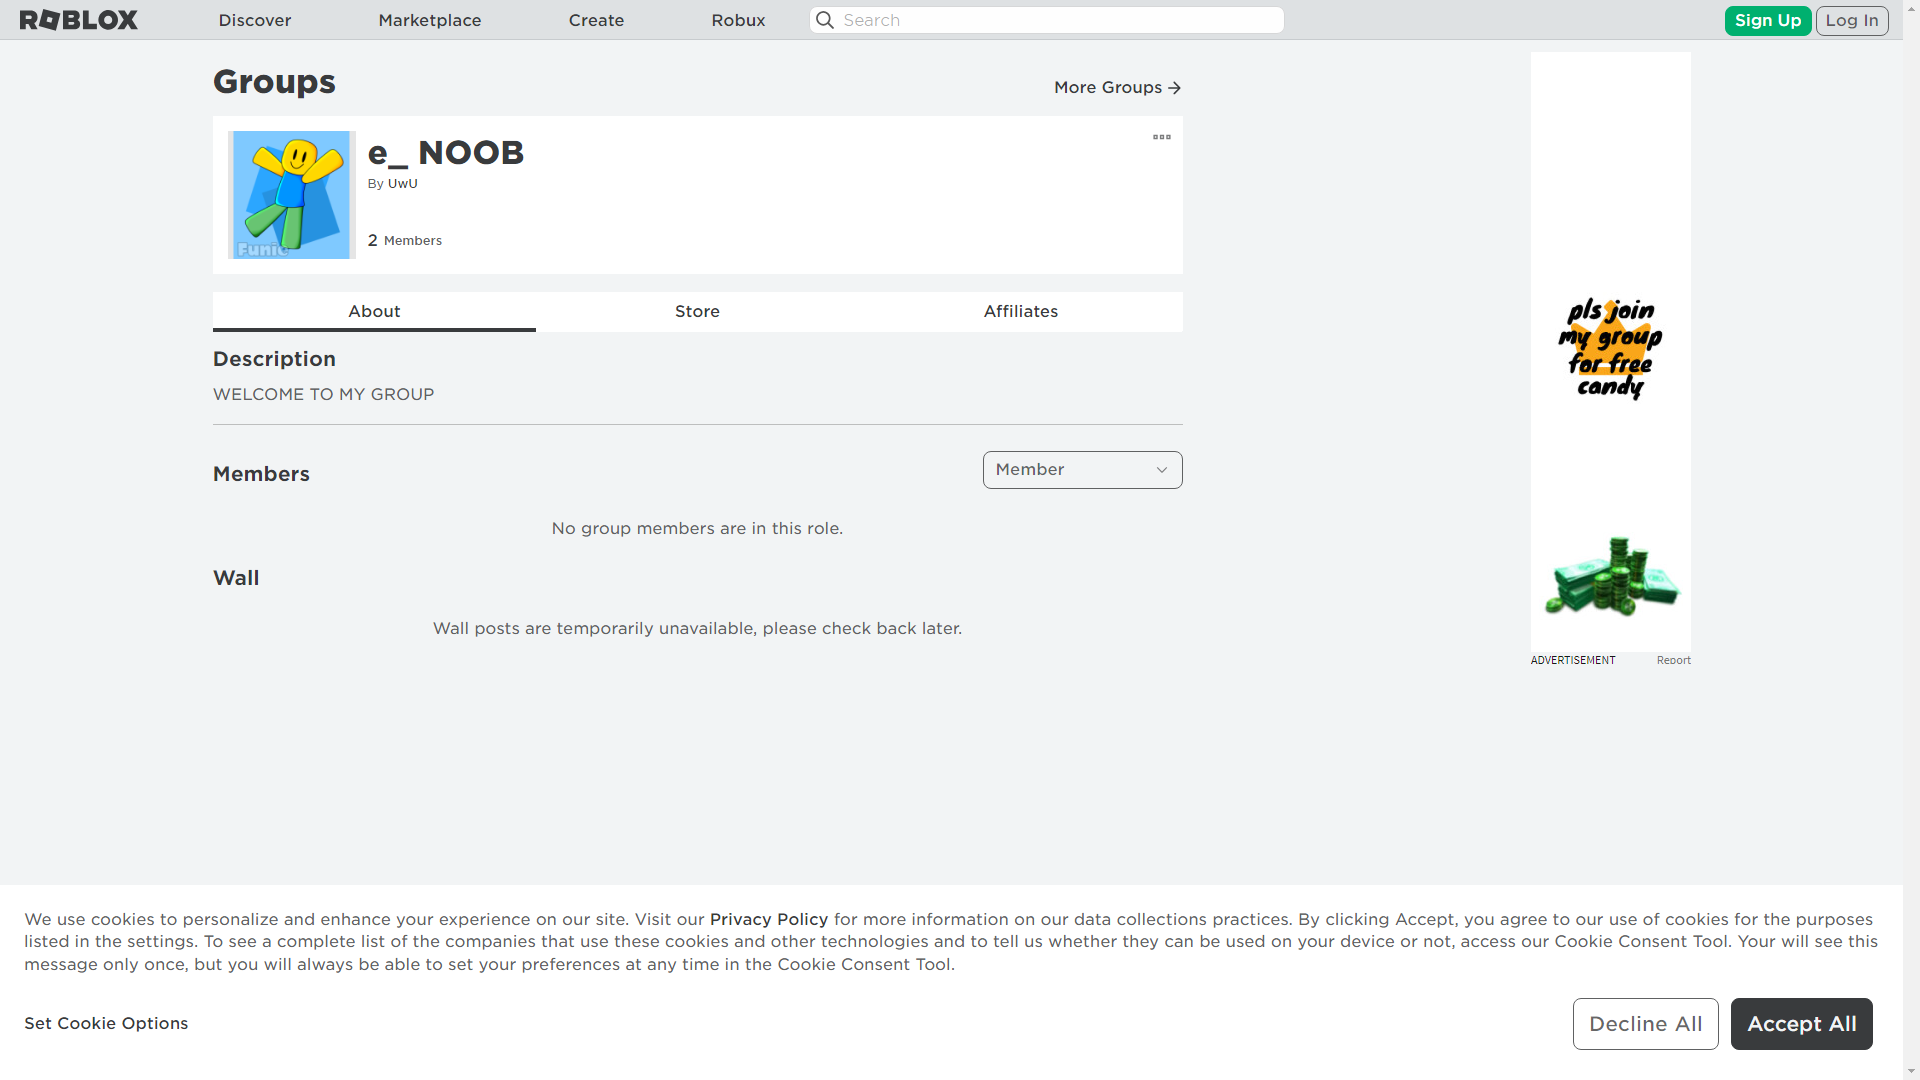 ROBLOX
Discover
Marketplace
Create
Robux
Search
Sign Up
Log In
Groups
More Groups
e_ NOOB
By UwU
2 Members
Funic
About
Store
Affiliates
Description
WELCOME TO MY GROUP
Members
Member
No group members are in this role.
Wall
Wall posts are temporarily unavailable, please check back later.
pls join
my group
for free
candy
ADVERTISEMENT
Report
We use cookies to personalize and enhance your experience on our site. Visit our Privacy Policy for more information on our data collections practices. By clicking Accept, you agree to our use of cookies for the purposes
listed in the settings. To see a complete list of the companies that use these cookies and other technologies and to tell us whether they can be used on your device or not, access our Cookie Consent Tool. Your will see this
message only once, but you will always be able to set your preferences at any time in the Cookie Consent Tool.
Set Cookie Options
Decline All
Accept All